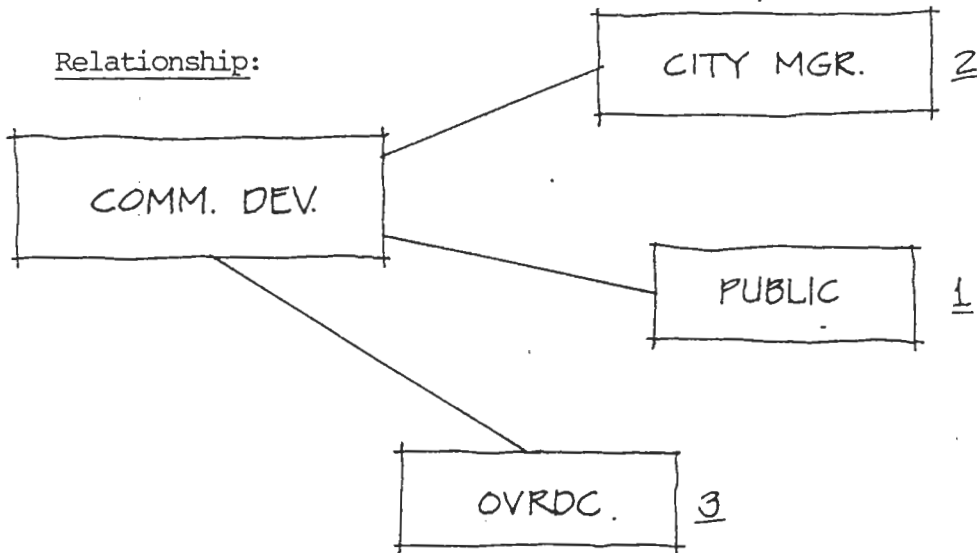 Relationship:
CITY MGR. 2
COMM. DEV.
PUBLIC 1
OVRDC. 3